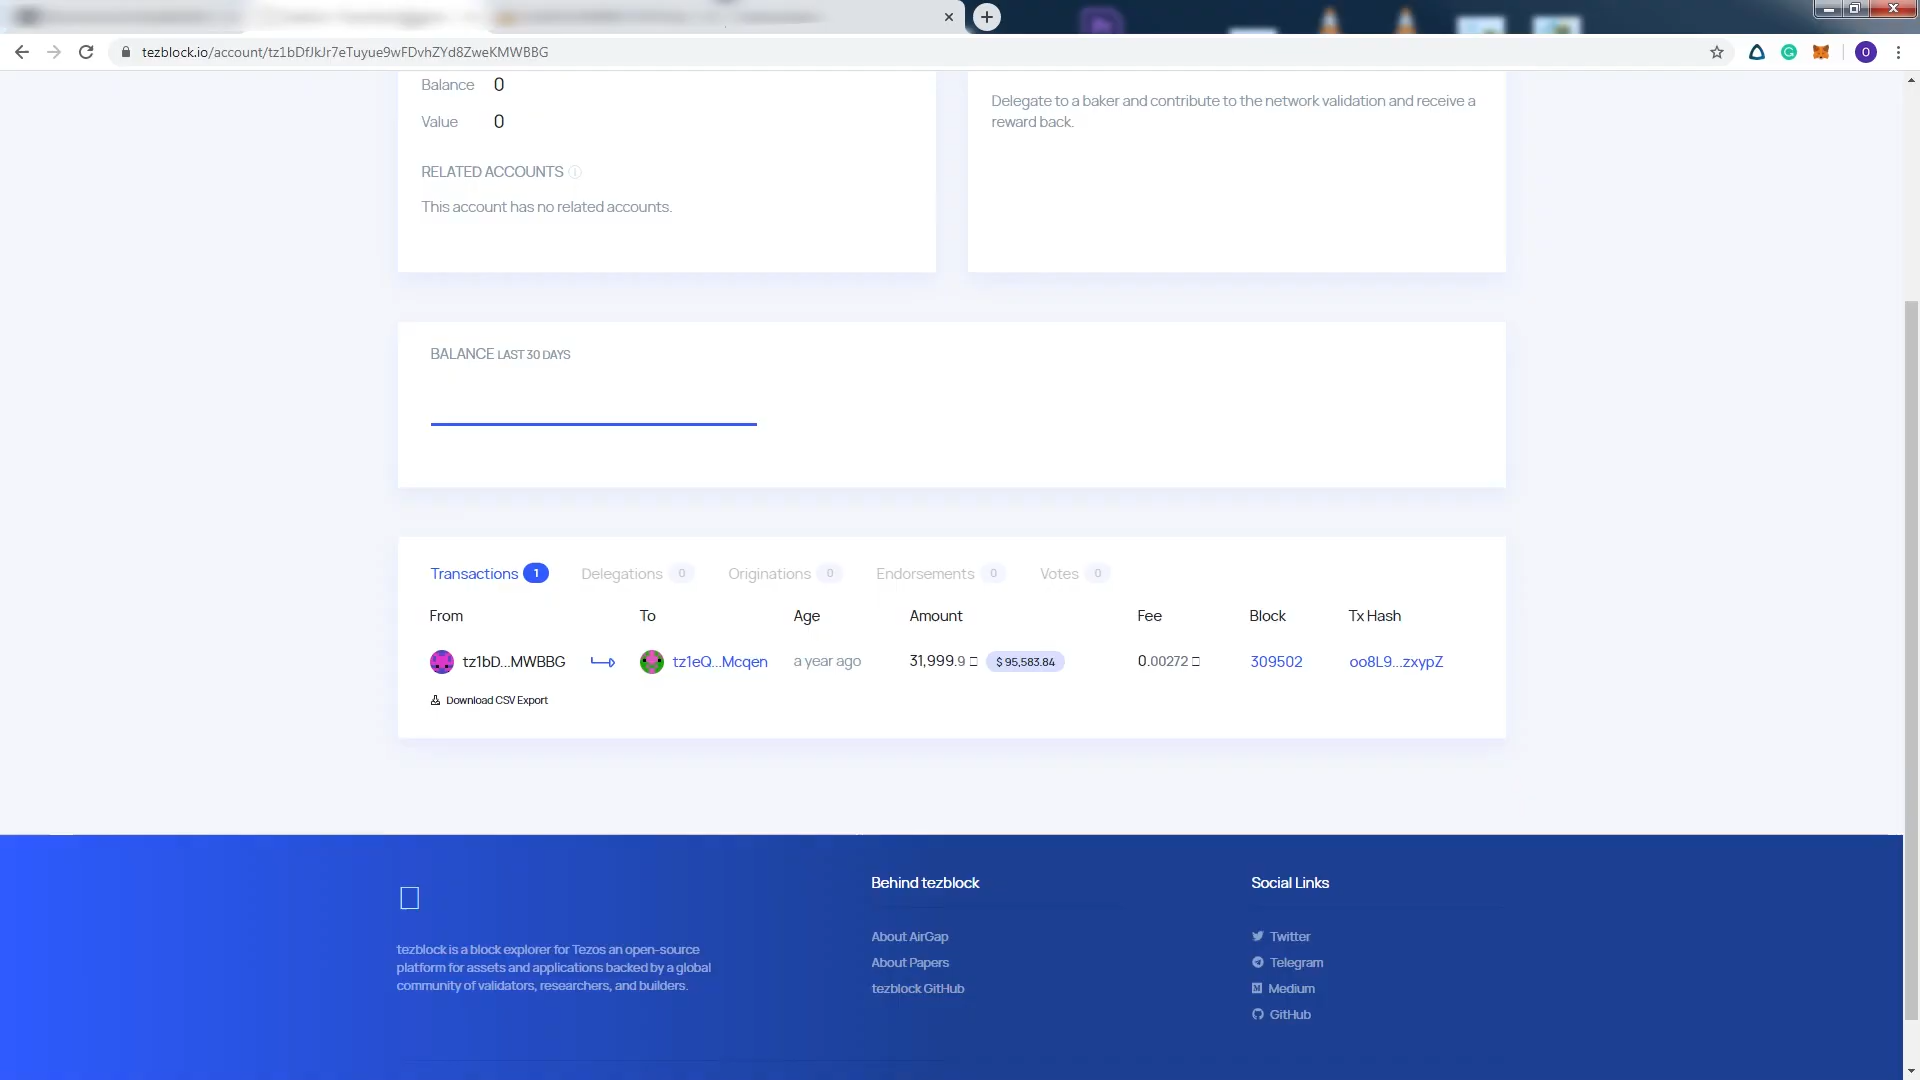 tezblock.io/account/tz1bDfJkJr7eTuyue9wFDvhZYd8ZweKMWBBG
O
Balance 0
Value 0
RELATED ACCOUNTS
This account has no related accounts.
Delegate to a baker and contribute to the network validation and receive a
reward back.
BALANCE LAST 30 DAYS
Transactions 1 Delegations 0 Originations 0 Endorsements 0 Votes 0
From To Age Amount Fee Block Tx Hash
tz1bD...MWBBG tz1eQ...Mcqen a year ago 31,999.9 $ 95,583.84 0.00272 309502 oo8L9...zxypZ
Download CSV Export
tezblock is a block explorer for Tezos an open-source
platform for assets and applications backed by a global
community of validators, researchers, and builders.
Behind tezblock
About AirGap
About Papers
tezblock GitHub
Social Links
Twitter
Telegram
Medium
GitHub